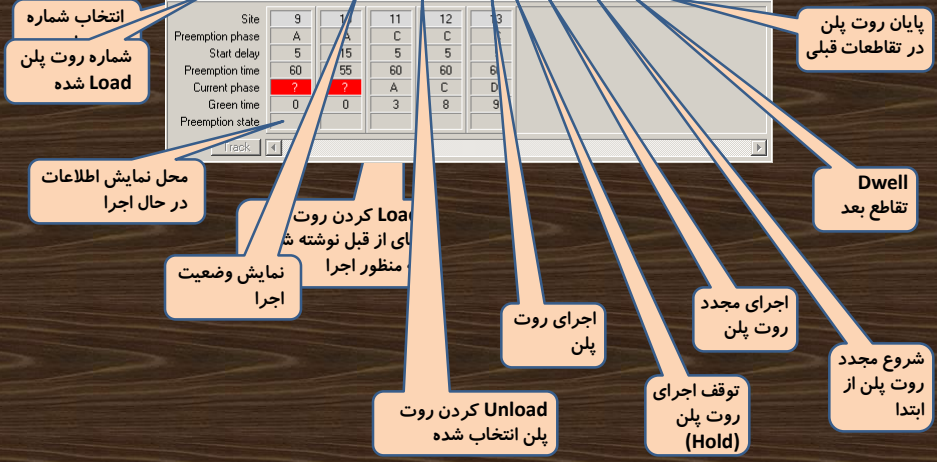 انتخاب شماره
شماره روت پلن
Load شده
Site 9 11 12 13
Preemption phase A A C C
Start delay 5 15 5 5
Preemption time 60 55 60 60
Current phase ? ? A C D
Green time 0 0 3 8 9
Preemption state
Track
پایان روت پلن
در تقاطعات قبلی
محل نمایش اطلاعات
در حال اجرا
Dwell
تقاطع بعد
کردن روت
از قبل نوشته
منظور اجرا
نمایش وضعیت
اجرا
اجرای روت
پلن
اجرای مجدد
روت پلن
شروع مجدد
روت پلن از
ابتدا
توقف اجرای
روت پلن
(Hold)
Unload کردن روت
پلن انتخاب شده